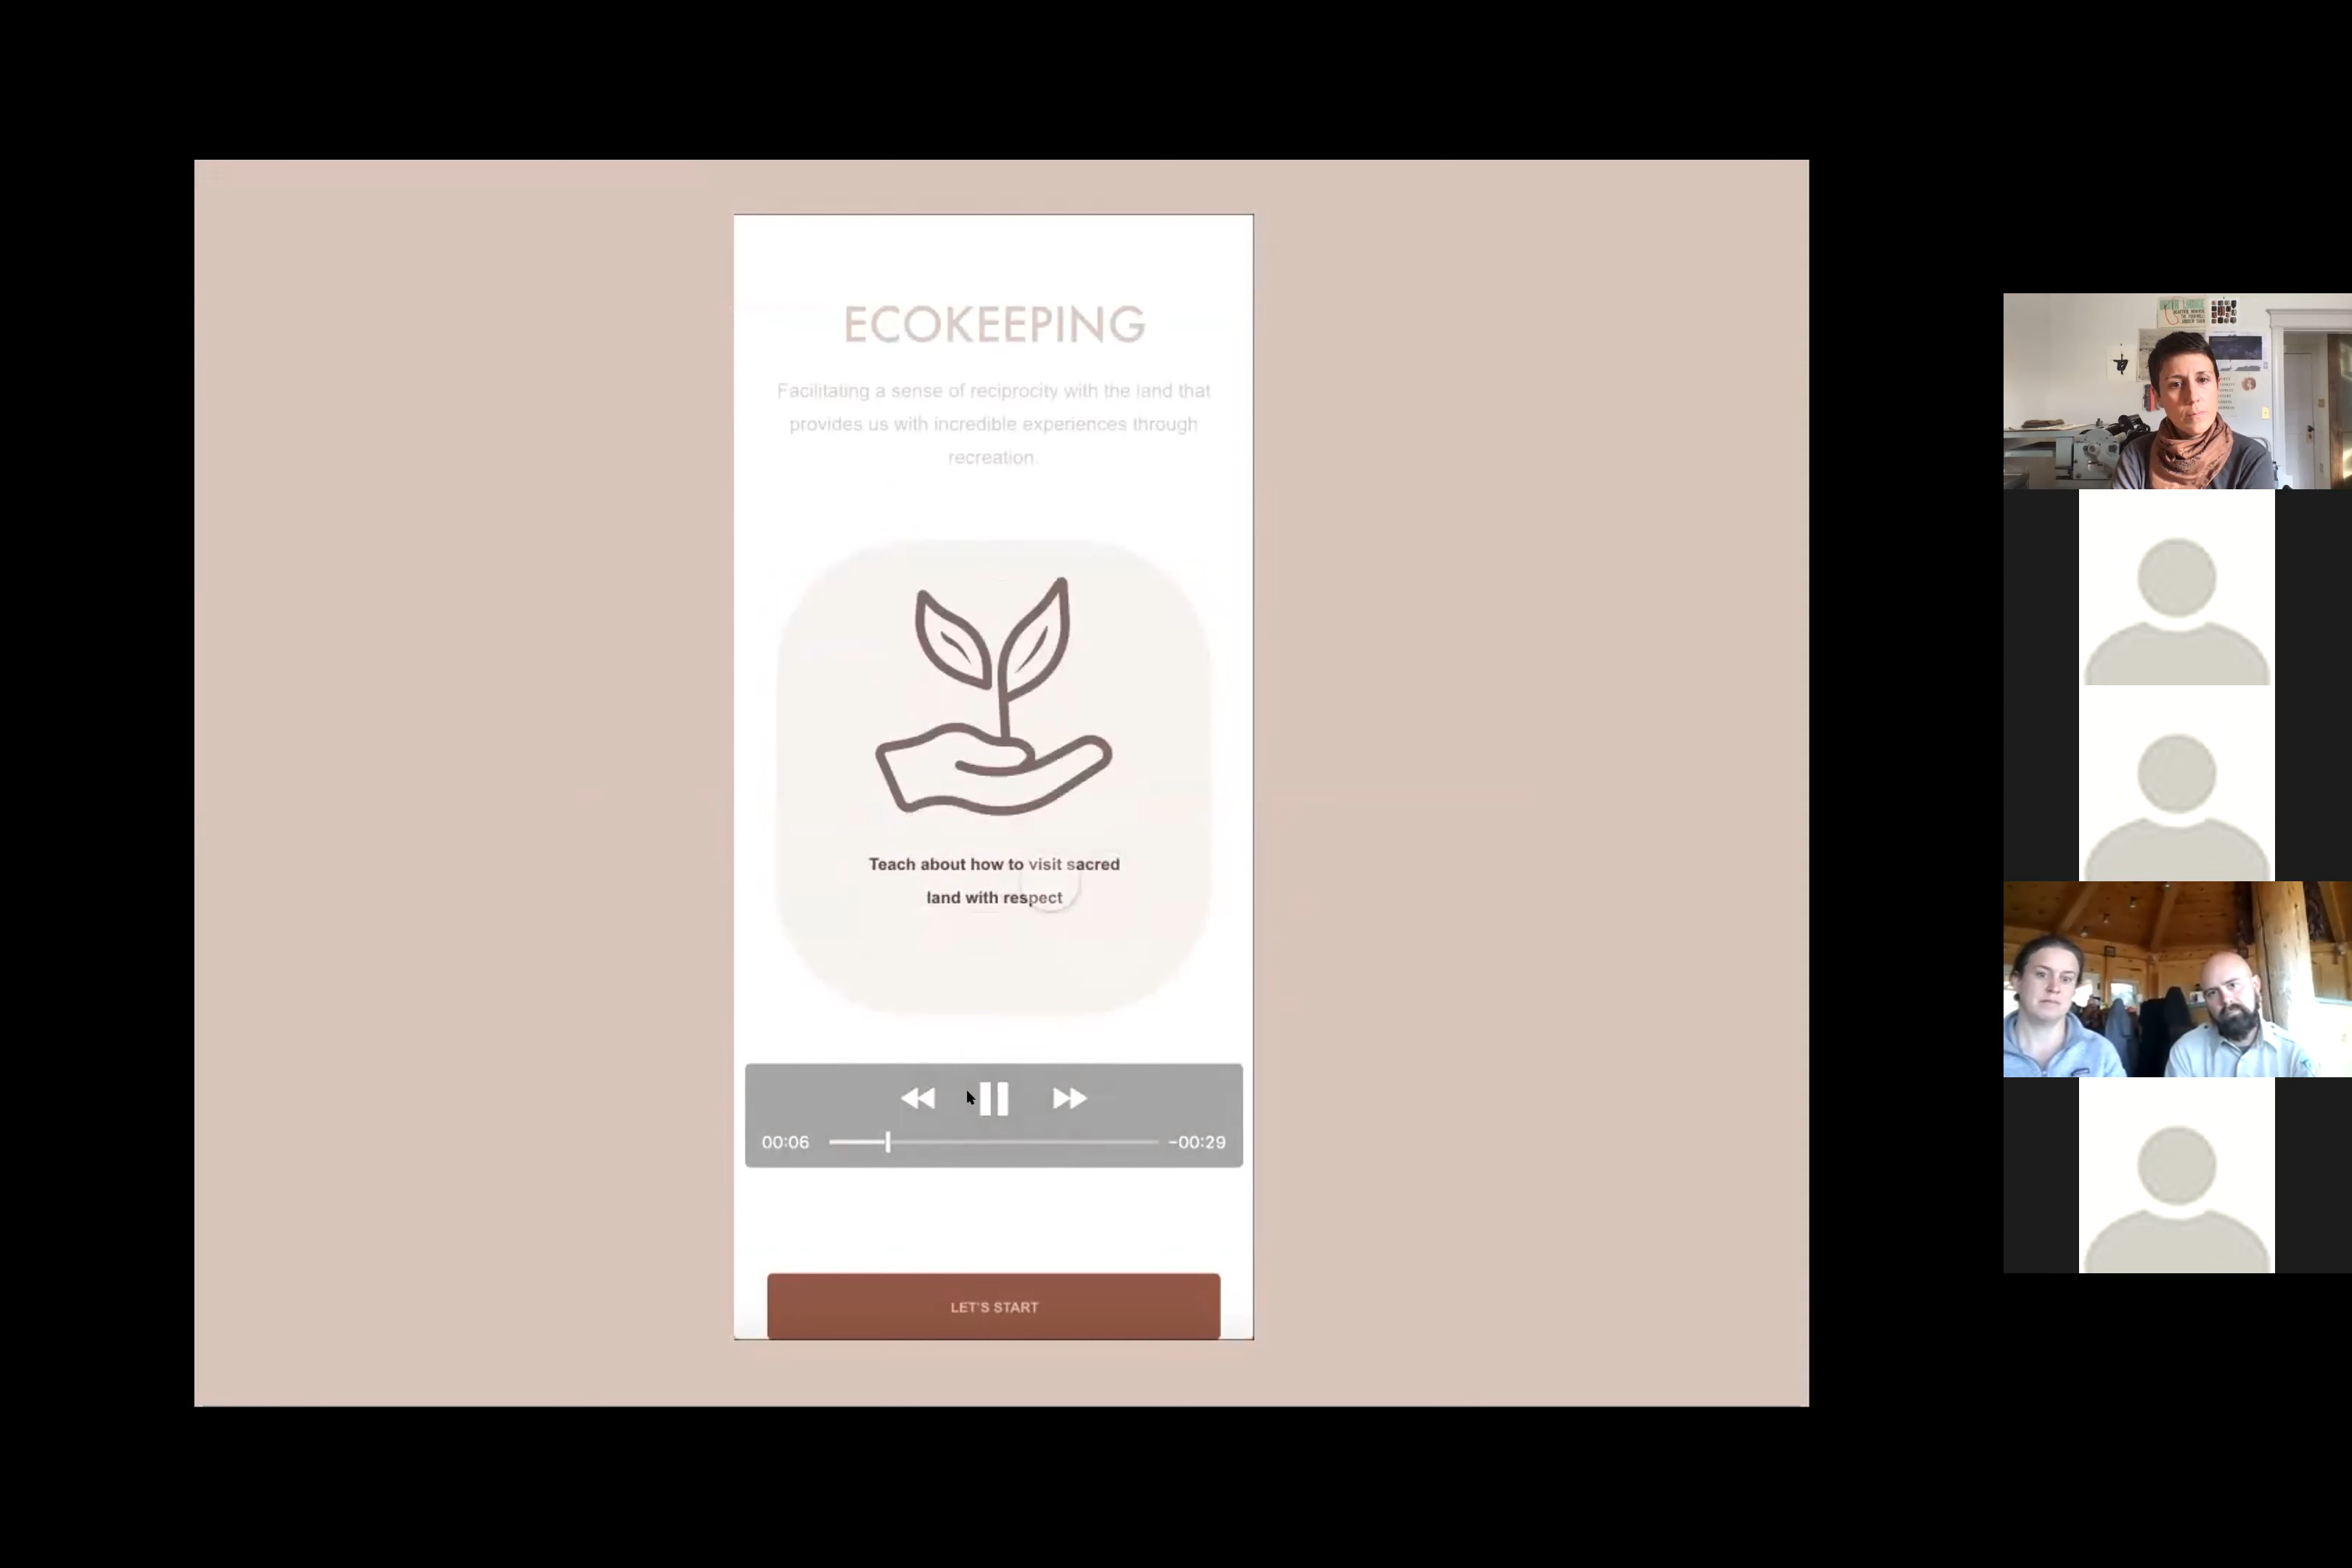 ECOKEEPING
Facilitating a sense of reciprocity with the land that
provides us with incredible experiences through
recreation.
Teach about how to visit sacred
land with respect
00:06
-00:29
LET'S START